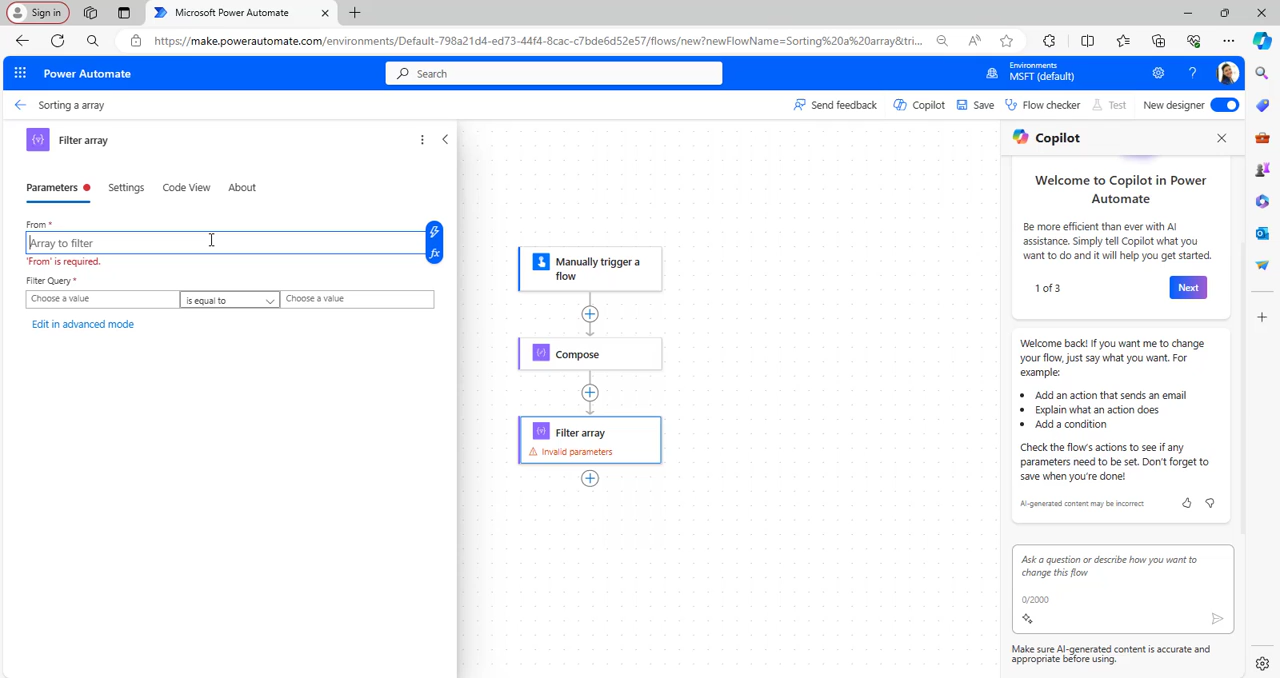 Sign in
Microsoft Power Automate
https://make.powerautomate.com/environments/Default-798a21d4-ed73-44f4-8cac-c7bde6d52e57/flows/new?newFlowName=Sorting%20a%20array&tri...
Power Automate
Search
Environments
MSFT (default)
Sorting a array
Send feedback
Copilot
Save
Flow checker
Test
New designer
Filter array
Parameters
Settings
Code View
About
From *
Array to filter
'From' is required.
Filter Query *
Choose a value
is equal to
Choose a value
Edit in advanced mode
Manually trigger a
flow
Compose
Filter array
Invalid parameters
Copilot
Welcome to Copilot in Power
Automate
Be more efficient than ever with AI
assistance. Simply tell Copilot what you
want to do and it will help you get started.
1 of 3
Next
Welcome back! If you want me to change
your flow, just say what you want. For
example:
• Add an action that sends an email
• Explain what an action does
• Add a condition
Check the flow's actions to see if any
parameters need to be set. Don't forget to
save when you're done!
AI-generated content may be incorrect
Ask a question or describe how you want to
change this flow
0/2000
Make sure AI-generated content is accurate and
appropriate before using.